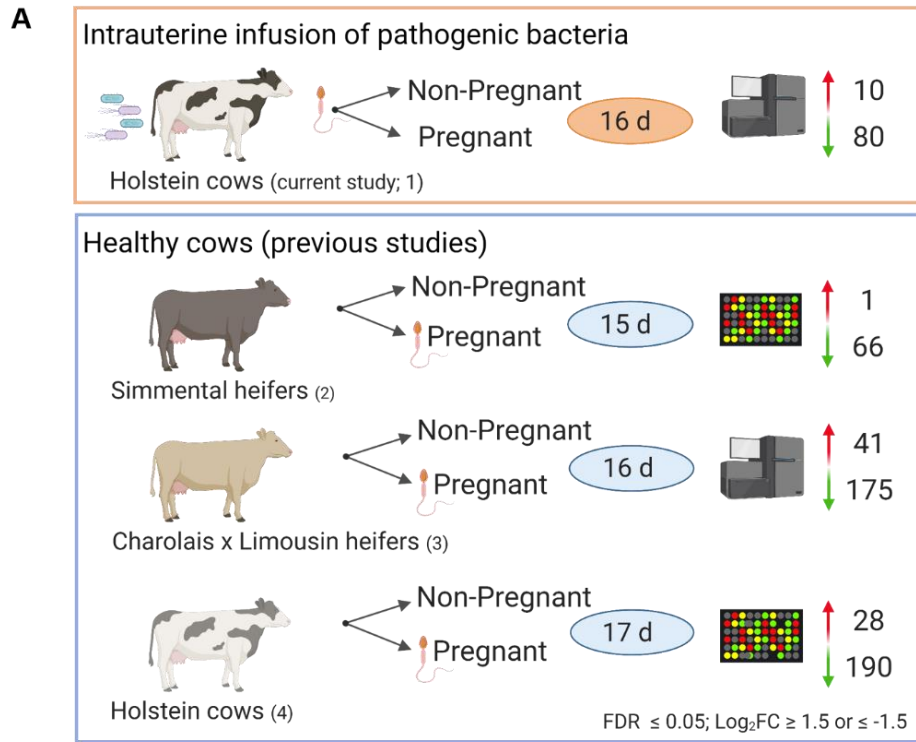 A
Intrauterine infusion of pathogenic bacteria
Non-Pregnant
Pregnant
16 d
10
80
Holstein cows (current study; 1)
Healthy cows (previous studies)
Non-Pregnant
Pregnant
15 d
1
66
Simmental heifers (2)
Non-Pregnant
Pregnant
16 d
41
175
Charolais x Limousin heifers (3)
Non-Pregnant
Pregnant
17 d
28
190
Holstein cows (4)
FDR ≤ 0.05; Log₂FC ≥ 1.5 or ≤ -1.5